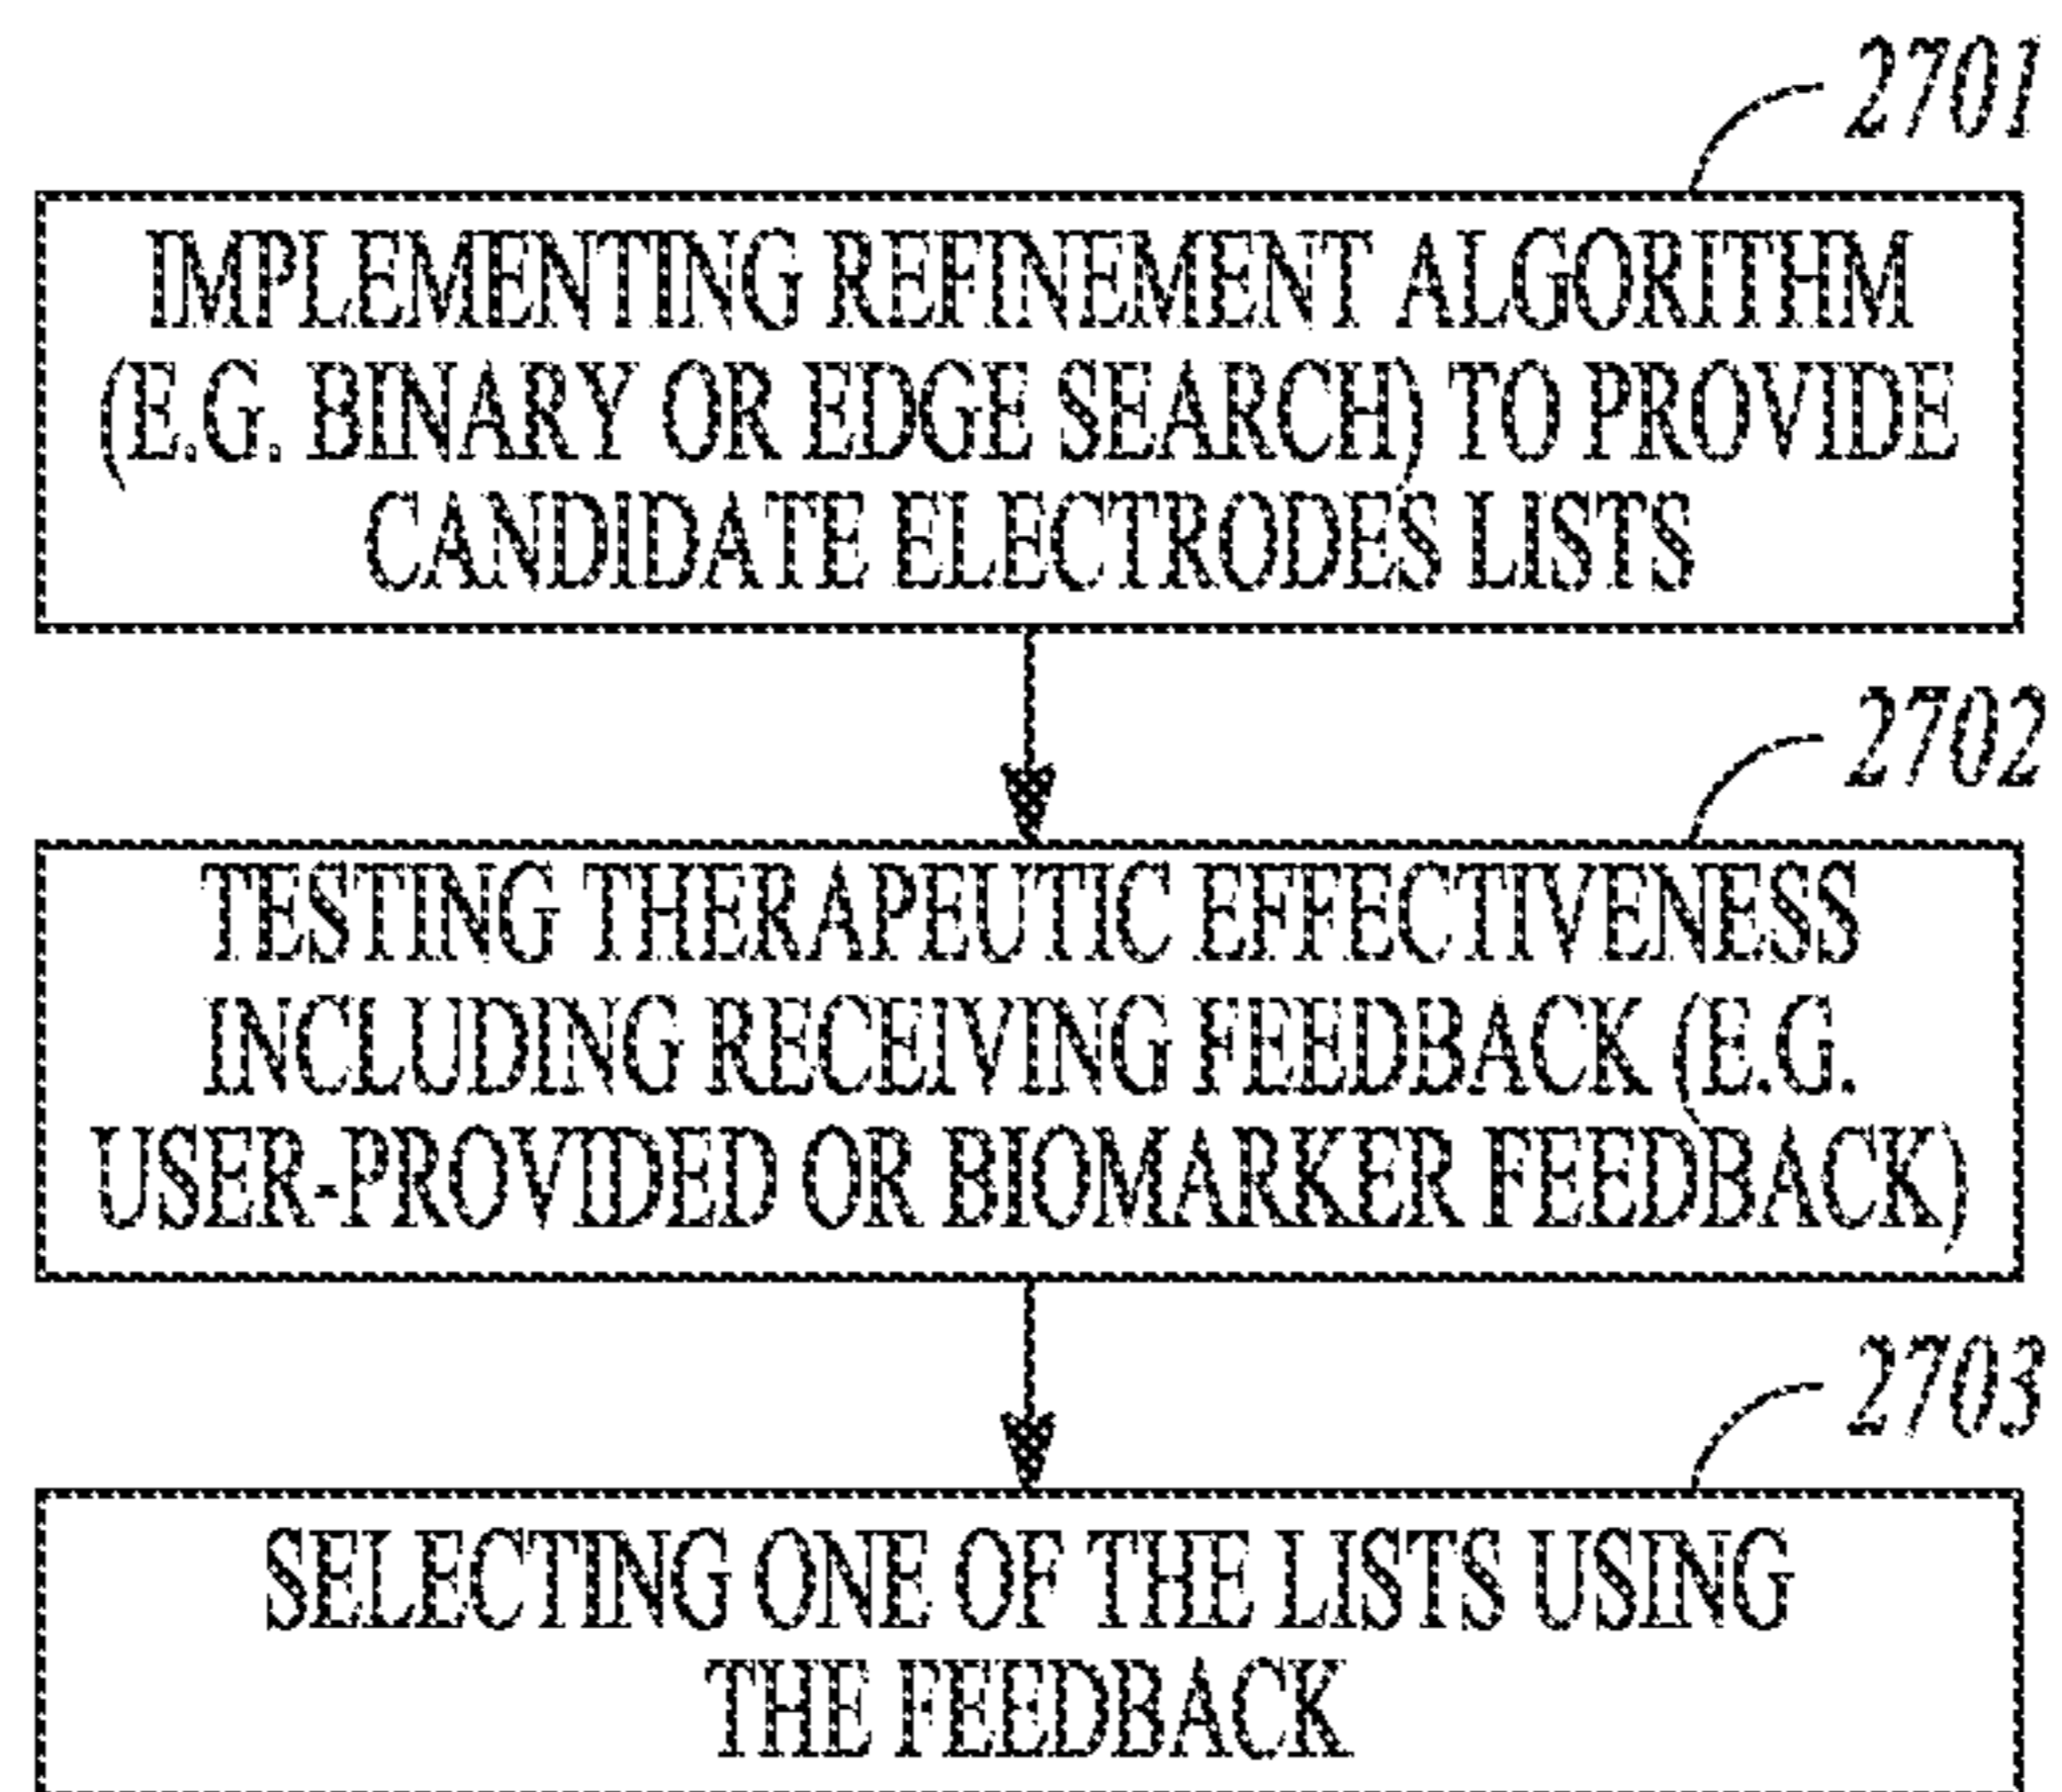 2701
IMPLEMENTING REFINEMENT ALGORITHM
(E.G. BINARY OR EDGE SEARCH) TO PROVIDE
CANDIDATE ELECTRODES LISTS
2702
TESTING THERAPEUTIC EFFECTIVENESS
INCLUDING RECEIVING FEEDBACK (E.G.
USER-PROVIDED OR BIOMARKER FEEDBACK)
2703
SELECTING ONE OF THE LISTS USING
THE FEEDBACK